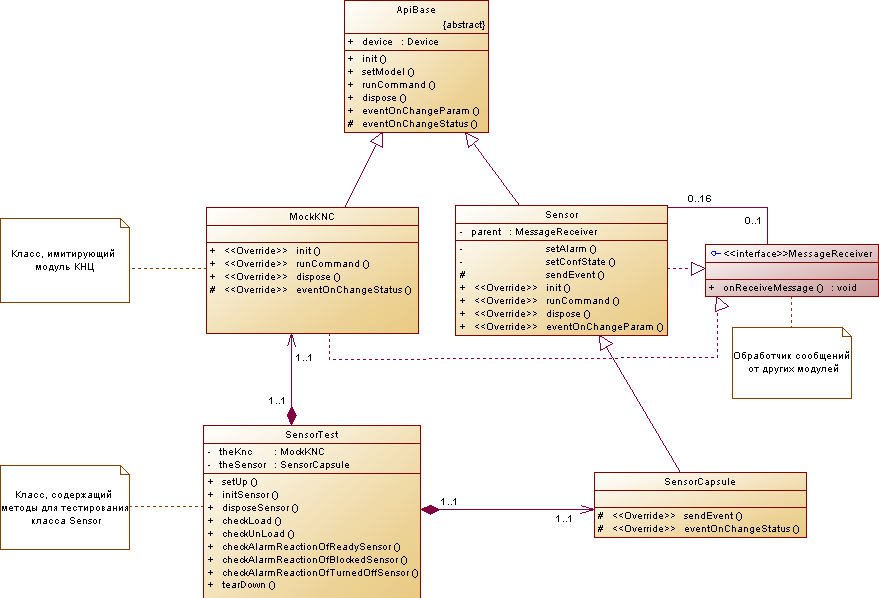 ApiBase
{abstract}
+ device : Device
+ init ()
+ setModel ()
+ runCommand ()
+ dispose ()
+ eventOnChangeParam ()
# eventOnChangeStatus ()
MockKNC
+ <<Override>> init ()
+ <<Override>> runCommand ()
+ <<Override>> dispose ()
# <<Override>> eventOnChangeStatus ()
Класс, имитирующий
модуль КНЦ
Sensor
- parent : MessageReceiver
- setAlarm ()
- setConfState ()
# sendEvent ()
+ <<Override>> init ()
+ <<Override>> runCommand ()
+ <<Override>> dispose ()
+ <<Override>> eventOnChangeParam ()
0..16
0..1
<<interface>>MessageReceiver
+ onReceiveMessage () : void
Обработчик сообщений
от других модулей
1..1
1..1
SensorTest
- theKnc : MockKNC
- theSensor : SensorCapsule
+ setUp ()
+ initSensor ()
+ disposeSensor ()
+ checkLoad ()
+ checkUnLoad ()
+ checkAlarmReactionOfReadySensor ()
+ checkAlarmReactionOfBlockedSensor ()
+ checkAlarmReactionOfTurnedOffSensor ()
+ tearDown ()
Класс, содержащий
методы для тестирования
класса Sensor
1..1
1..1
SensorCapsule
# <<Override>> sendEvent ()
# <<Override>> eventOnChangeStatus ()